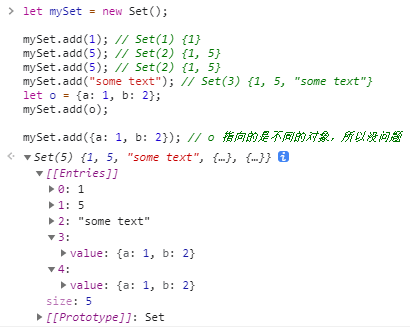 let mySet = new Set();
mySet.add(1); // Set(1) {1}
mySet.add(5); // Set(2) {1, 5}
mySet.add(5); // Set(2) {1, 5}
mySet.add("some text"); // Set(3) {1, 5, "some text"}
let o = {a: 1, b: 2};
mySet.add(o);
mySet.add({a: 1, b: 2}); // o 指向的是不同的对象，所以没问题
Set(5) {1, 5, "some text", {…}, {…}}
[[Entries]]
0: 1
1: 5
2: "some text"
3:
value: {a: 1, b: 2}
4:
value: {a: 1, b: 2}
size: 5
[[Prototype]]: Set